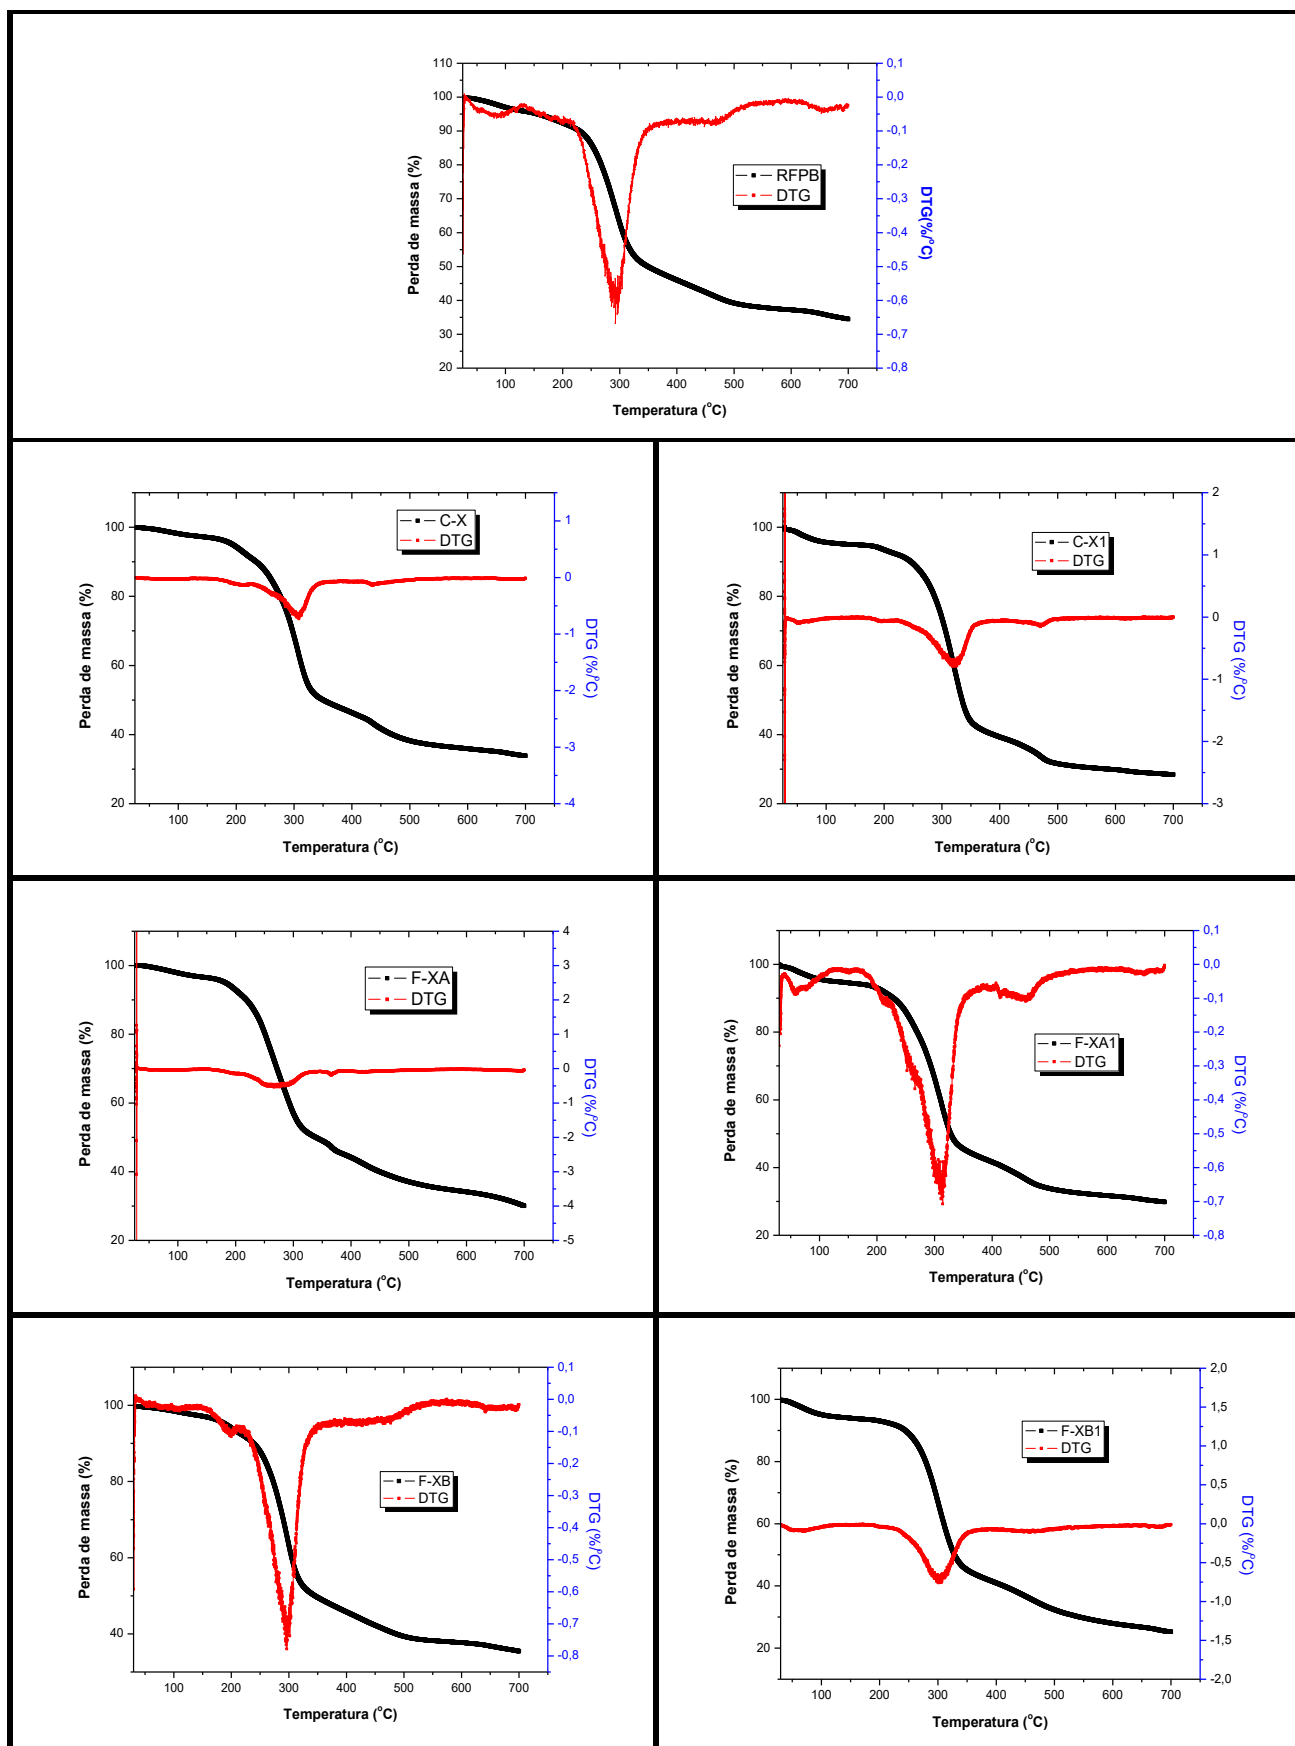 110
100
90
80
70
60
50
40
30
20
Perda de massa (%)
0,1
0,0
-0,1
-0,2
-0,3
-0,4
-0,5
-0,6
-0,7
-0,8
DTG(%/°C)
RFPB
DTG
100 200 300 400 500 600 700
Temperatura (°C)
100
80
60
40
20
Perda de massa (%)
1
0
-1
-2
-3
-4
DTG (%/°C)
C-X
DTG
100 200 300 400 500 600 700
Temperatura (°C)
100
80
60
40
20
Perda de massa (%)
2
1
0
-1
-2
-3
DTG (%/°C)
C-X1
DTG
100 200 300 400 500 600 700
Temperatura (°C)
100
80
60
40
20
Perda de massa (%)
4
3
2
1
0
-1
-2
-3
-4
-5
DTG (%/°C)
F-XA
DTG
100 200 300 400 500 600 700
Temperatura (°C)
100
80
60
40
20
Perda de massa (%)
0,1
0,0
-0,1
-0,2
-0,3
-0,4
-0,5
-0,6
-0,7
-0,8
DTG (%/°C)
F-XA1
DTG
100 200 300 400 500 600 700
Temperatura (°C)
100
80
60
40
Perda de massa (%)
0,1
0,0
-0,1
-0,2
-0,3
-0,4
-0,5
-0,6
-0,7
-0,8
DTG (%/°C)
F-XB
DTG
100 200 300 400 500 600 700
Temperatura (°C)
100
80
60
40
20
Perda de massa (%)
2,0
1,5
1,0
0,5
0,0
-0,5
-1,0
-1,5
-2,0
DTG (%/°C)
F-XB1
DTG
100 200 300 400 500 600 700
Temperatura (°C)